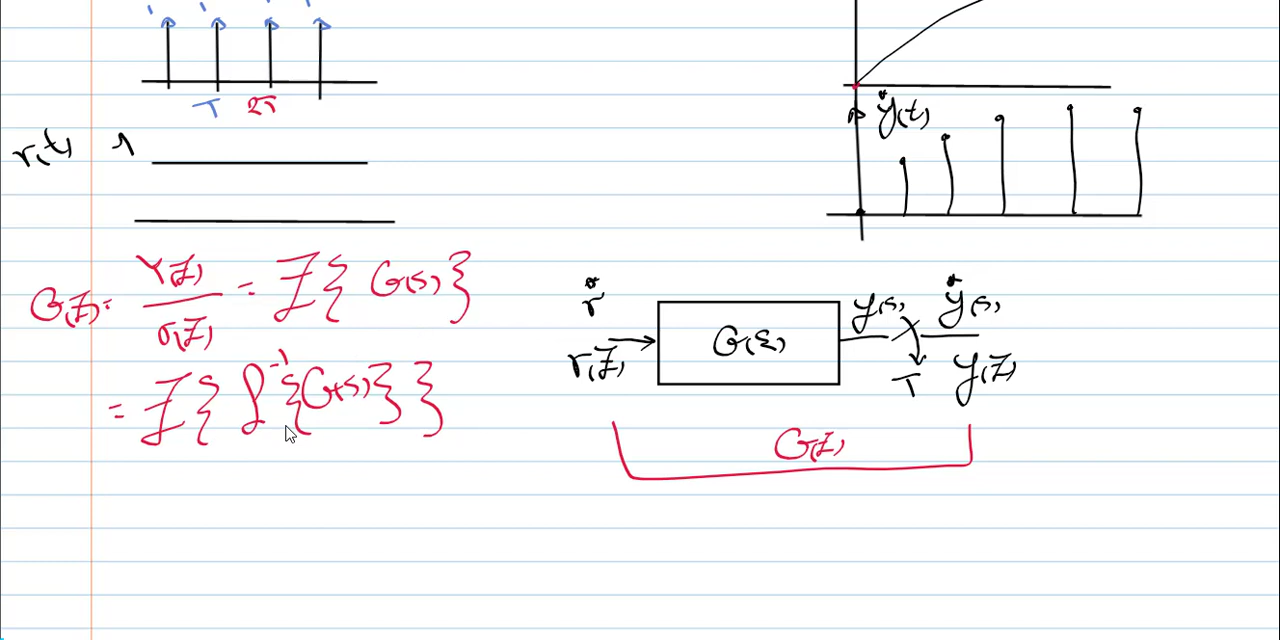 T 2T
ẏ*(t)
r(t) 1
G(z) = Y(z) / r(z) = Z{ G(s) }
= Z{ L⁻¹{G(s)} }
r*
r(z)
G(s)
y(s)
T
y*(s)
y(z)
G(z)